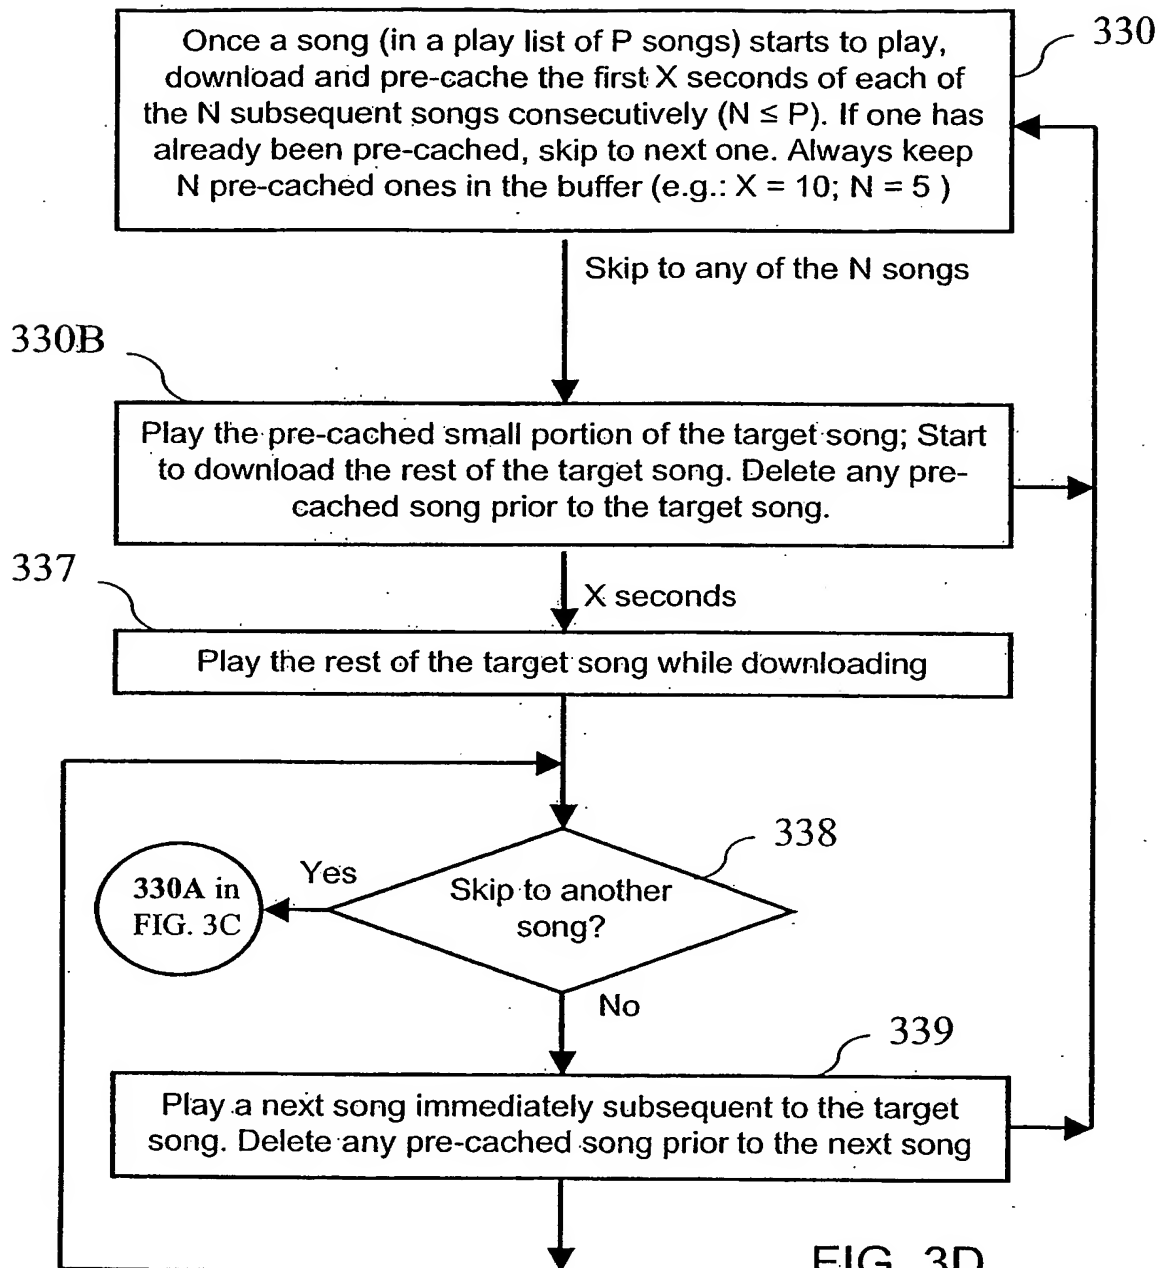 330
Once a song (in a play list of P songs) starts to play,
download and pre-cache the first X seconds of each of
the N subsequent songs consecutively (N ≤ P). If one has
already been pre-cached, skip to next one. Always keep
N pre-cached ones in the buffer (e.g.: X = 10; N = 5 )
Skip to any of the N songs
330B
Play the pre-cached small portion of the target song; Start
to download the rest of the target song. Delete any pre-
cached song prior to the target song.
337
X seconds
Play the rest of the target song while downloading
338
Yes
Skip to another
song?
330A in
FIG. 3C
No
339
Play a next song immediately subsequent to the target
song. Delete any pre-cached song prior to the next song
FIG. 3D